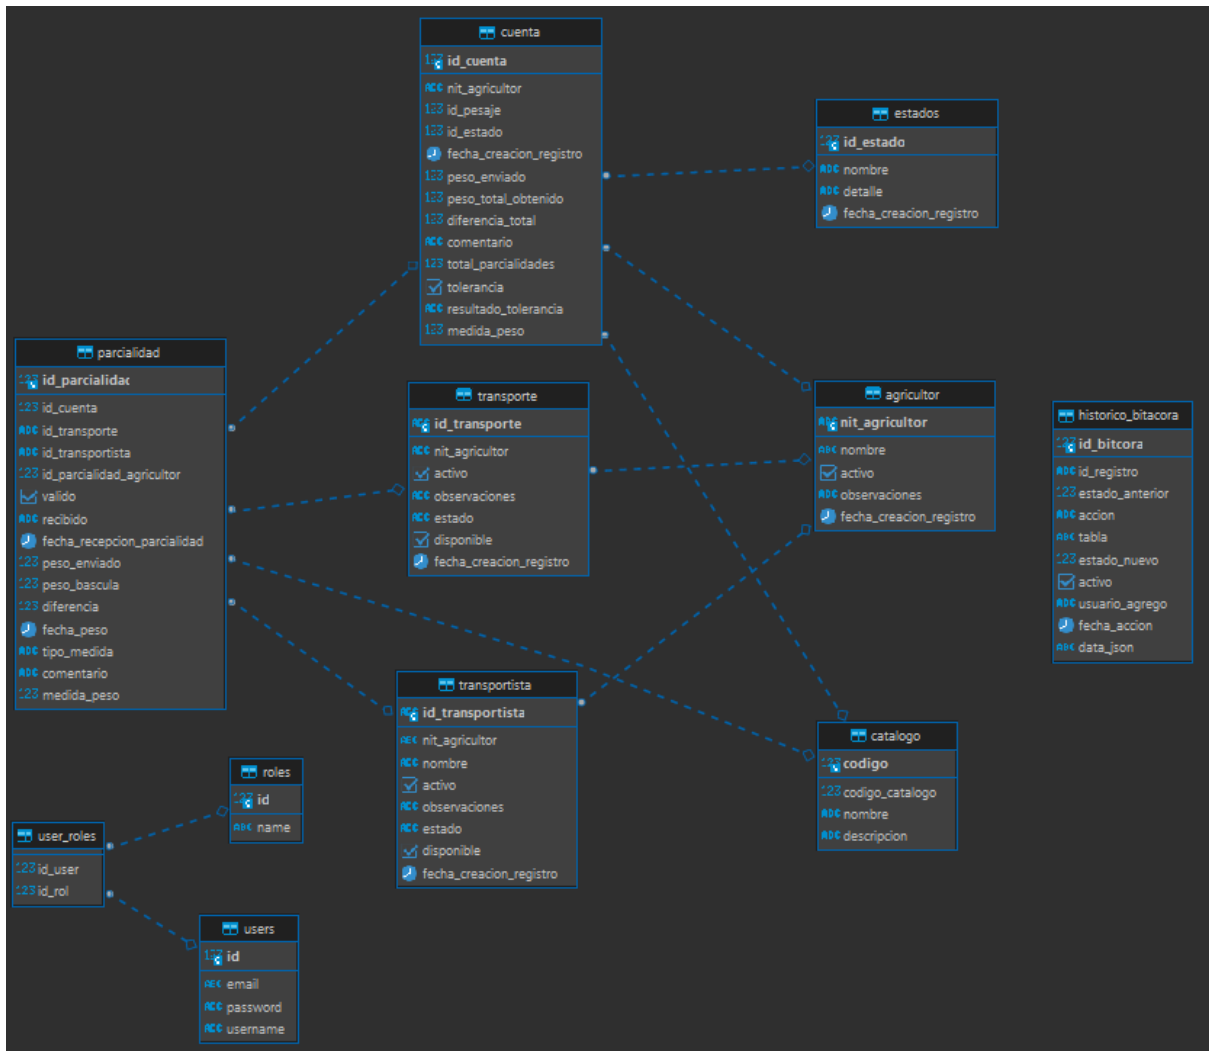 cuenta
id_cuenta
nit_agricultor
id_pesaje
id_estado
fecha_creacion_registro
peso_enviado
peso_total_obtenido
diferencia_total
comentario
total_parcialidades
tolerancia
resultado_tolerancia
medida_peso
estados
id_estado
nombre
detalle
fecha_creacion_registro
parcialidad
id_parcialidad
id_cuenta
id_transporte
id_transportista
id_parcialidad_agricultor
valido
recibido
fecha_recepcion_parcialidad
peso_enviado
peso_bascula
diferencia
fecha_peso
tipo_medida
comentario
medida_peso
transporte
id_transporte
nit_agricultor
activo
observaciones
estado
disponible
fecha_creacion_registro
agricultor
nit_agricultor
nombre
activo
observaciones
fecha_creacion_registro
historico_bitacora
id_bitcora
id_registro
estado_anterior
accion
tabla
estado_nuevo
activo
usuario_agrego
fecha_accion
data_json
transportista
id_transportista
nit_agricultor
nombre
activo
observaciones
estado
disponible
fecha_creacion_registro
catalogo
codigo
codigo_catalogo
nombre
descripcion
roles
id
name
user_roles
id_user
id_rol
users
id
email
password
username